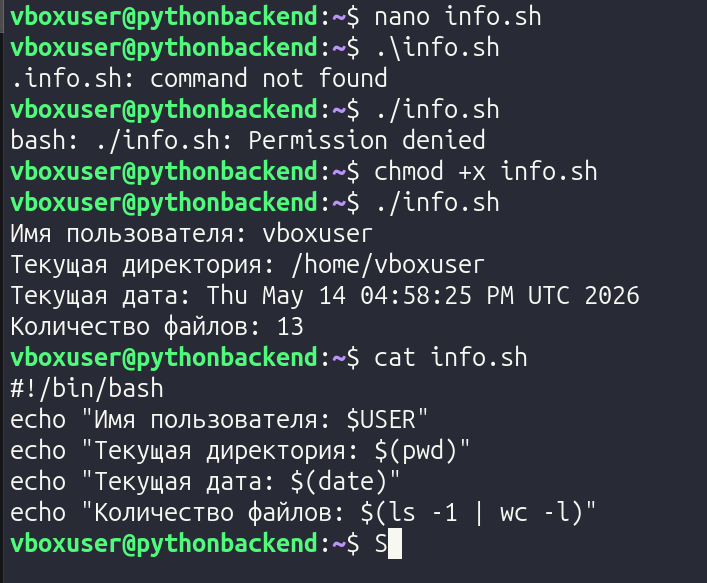 vboxuser@pythonbackend:~$ nano info.sh
vboxuser@pythonbackend:~$ .\info.sh
.info.sh: command not found
vboxuser@pythonbackend:~$ ./info.sh
bash: ./info.sh: Permission denied
vboxuser@pythonbackend:~$ chmod +x info.sh
vboxuser@pythonbackend:~$ ./info.sh
Имя пользователя: vboxuser
Текущая директория: /home/vboxuser
Текущая дата: Thu May 14 04:58:25 PM UTC 2026
Количество файлов: 13
vboxuser@pythonbackend:~$ cat info.sh
#!/bin/bash
echo "Имя пользователя: $USER"
echo "Текущая директория: $(pwd)"
echo "Текущая дата: $(date)"
echo "Количество файлов: $(ls -1 | wc -l)"
vboxuser@pythonbackend:~$ S